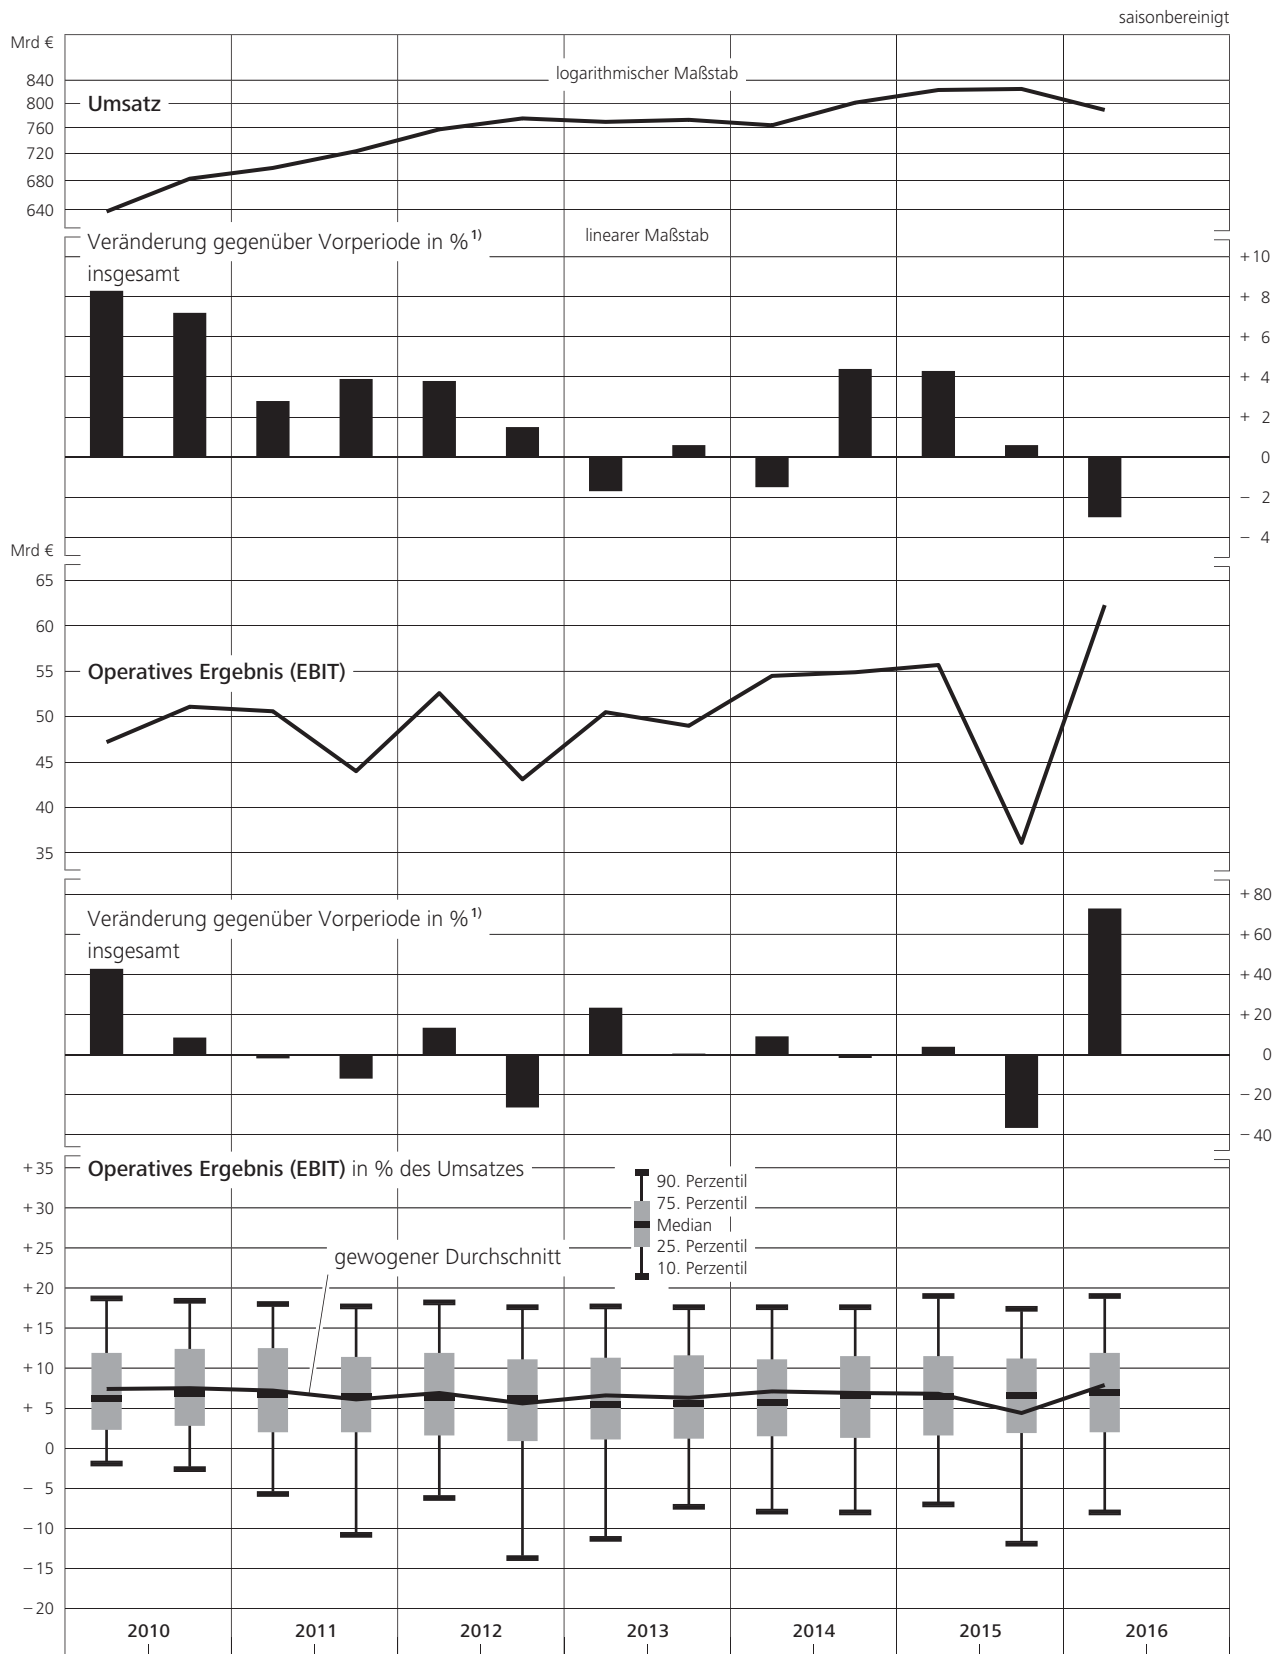 saisonbereinigt
Mrd €
logarithmischer Maßstab
840
800
Umsatz
760
720
680
640
Veränderung gegenüber Vorperiode in % 1)
linearer Maßstab
insgesamt
+ 10
+ 8
+ 6
+ 4
+ 2
0
− 2
− 4
Mrd €
65
60
55
Operatives Ergebnis (EBIT)
50
45
40
35
Veränderung gegenüber Vorperiode in % 1)
insgesamt
+ 80
+ 60
+ 40
+ 20
0
− 20
− 40
Operatives Ergebnis (EBIT) in % des Umsatzes
90. Perzentil
75. Perzentil
Median
25. Perzentil
10. Perzentil
gewogener Durchschnitt
+ 35
+ 30
+ 25
+ 20
+ 15
+ 10
+ 5
0
− 5
− 10
− 15
− 20
2010 2011 2012 2013 2014 2015 2016